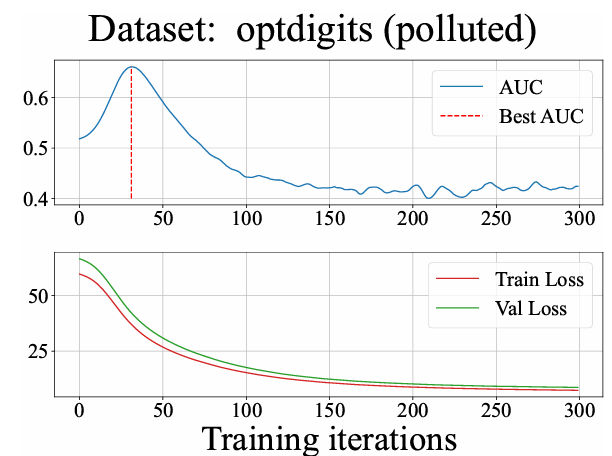 Dataset: optdigits (polluted)
0.6
0.5
0.4
AUC
Best AUC
0 50 100 150 200 250 300
50
25
Train Loss
Val Loss
0 50 100 150 200 250 300
Training iterations